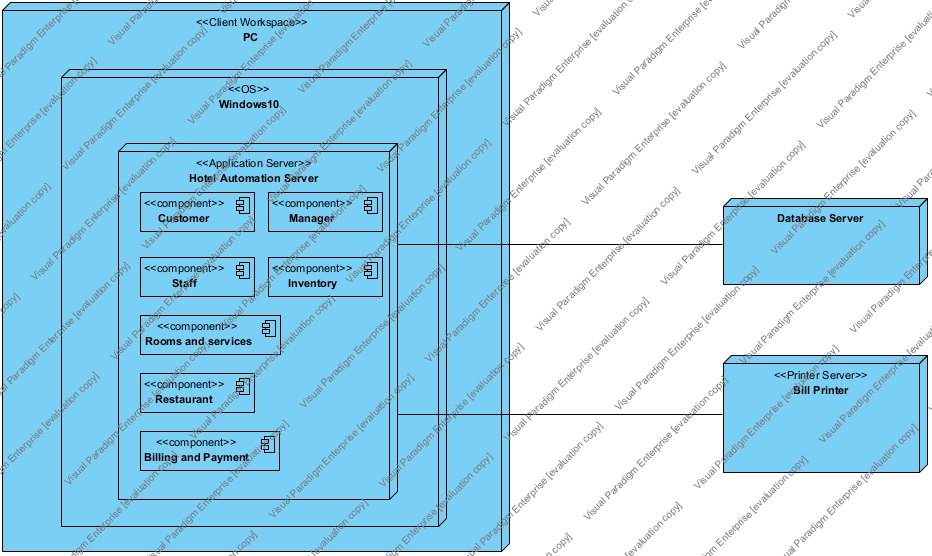 <<Client Workspace>>
PC
<<OS>>
Windows10
<<Application Server>>
Hotel Automation Server
<<component>>
Customer
<<component>>
Manager
<<component>>
Staff
<<component>>
Inventory
<<component>>
Rooms and services
<<component>>
Restaurant
<<component>>
Billing and Payment
Database Server
<<Printer Server>>
Bill Printer
Visual Paradigm Enterprise [evaluation copy]